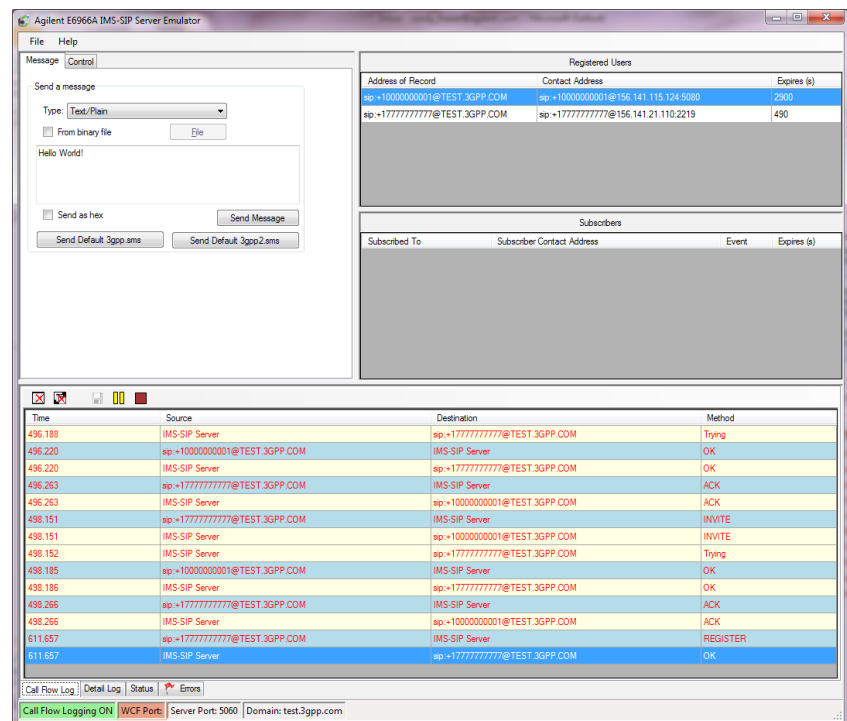 Agilent E6966A IMS-SIP Server Emulator
File Help
Message Control
Send a message
Type: Text/Plain
From binary file File
Hello World!
Send as hex Send Message
Send Default 3gpp.sms Send Default 3gpp2.sms
Registered Users
Address of Record Contact Address Expires (s)
sip:+10000000001@TEST.3GPP.COM sip:+10000000001@156.141.115.124:5080 2900
sip:+17777777777@TEST.3GPP.COM sip:+17777777777@156.141.21.110:2219 490
Subscribers
Subscribed To Subscriber Contact Address Event Expires (s)
Time Source Destination Method
496.188 IMS-SIP Server sip:+17777777777@TEST.3GPP.COM Trying
496.220 sip:+10000000001@TEST.3GPP.COM IMS-SIP Server OK
496.220 IMS-SIP Server sip:+17777777777@TEST.3GPP.COM OK
496.263 sip:+17777777777@TEST.3GPP.COM IMS-SIP Server ACK
496.263 IMS-SIP Server sip:+10000000001@TEST.3GPP.COM ACK
498.151 sip:+17777777777@TEST.3GPP.COM IMS-SIP Server INVITE
498.151 IMS-SIP Server sip:+10000000001@TEST.3GPP.COM INVITE
498.152 IMS-SIP Server sip:+17777777777@TEST.3GPP.COM Trying
498.185 sip:+10000000001@TEST.3GPP.COM IMS-SIP Server OK
498.186 IMS-SIP Server sip:+17777777777@TEST.3GPP.COM OK
498.266 sip:+17777777777@TEST.3GPP.COM IMS-SIP Server ACK
498.266 IMS-SIP Server sip:+10000000001@TEST.3GPP.COM ACK
611.657 sip:+17777777777@TEST.3GPP.COM IMS-SIP Server REGISTER
611.657 IMS-SIP Server sip:+17777777777@TEST.3GPP.COM OK
Call Flow Log Detail Log Status Errors
Call Flow Logging ON WCF Port: Server Port: 5060 Domain: test.3gpp.com